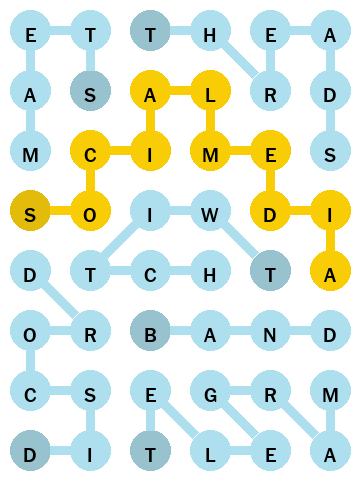 E T T H E A
A S A L R D
M C I M E S
S O I W D I
D T C H T A
O R B A N D
C S E G R M
D I T L E A